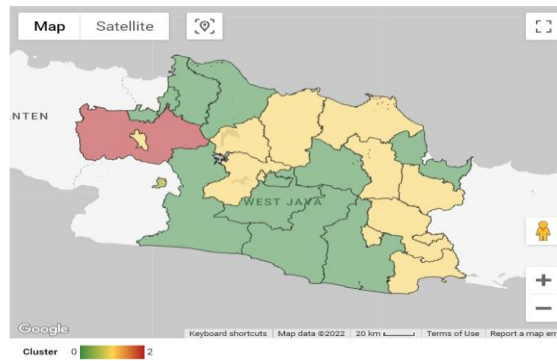 Map Satellite
NTEN
WEST JAVA
Google
Keyboard shortcuts Map data ©2022 20 km Terms of Use Report a map err
Cluster 0 2